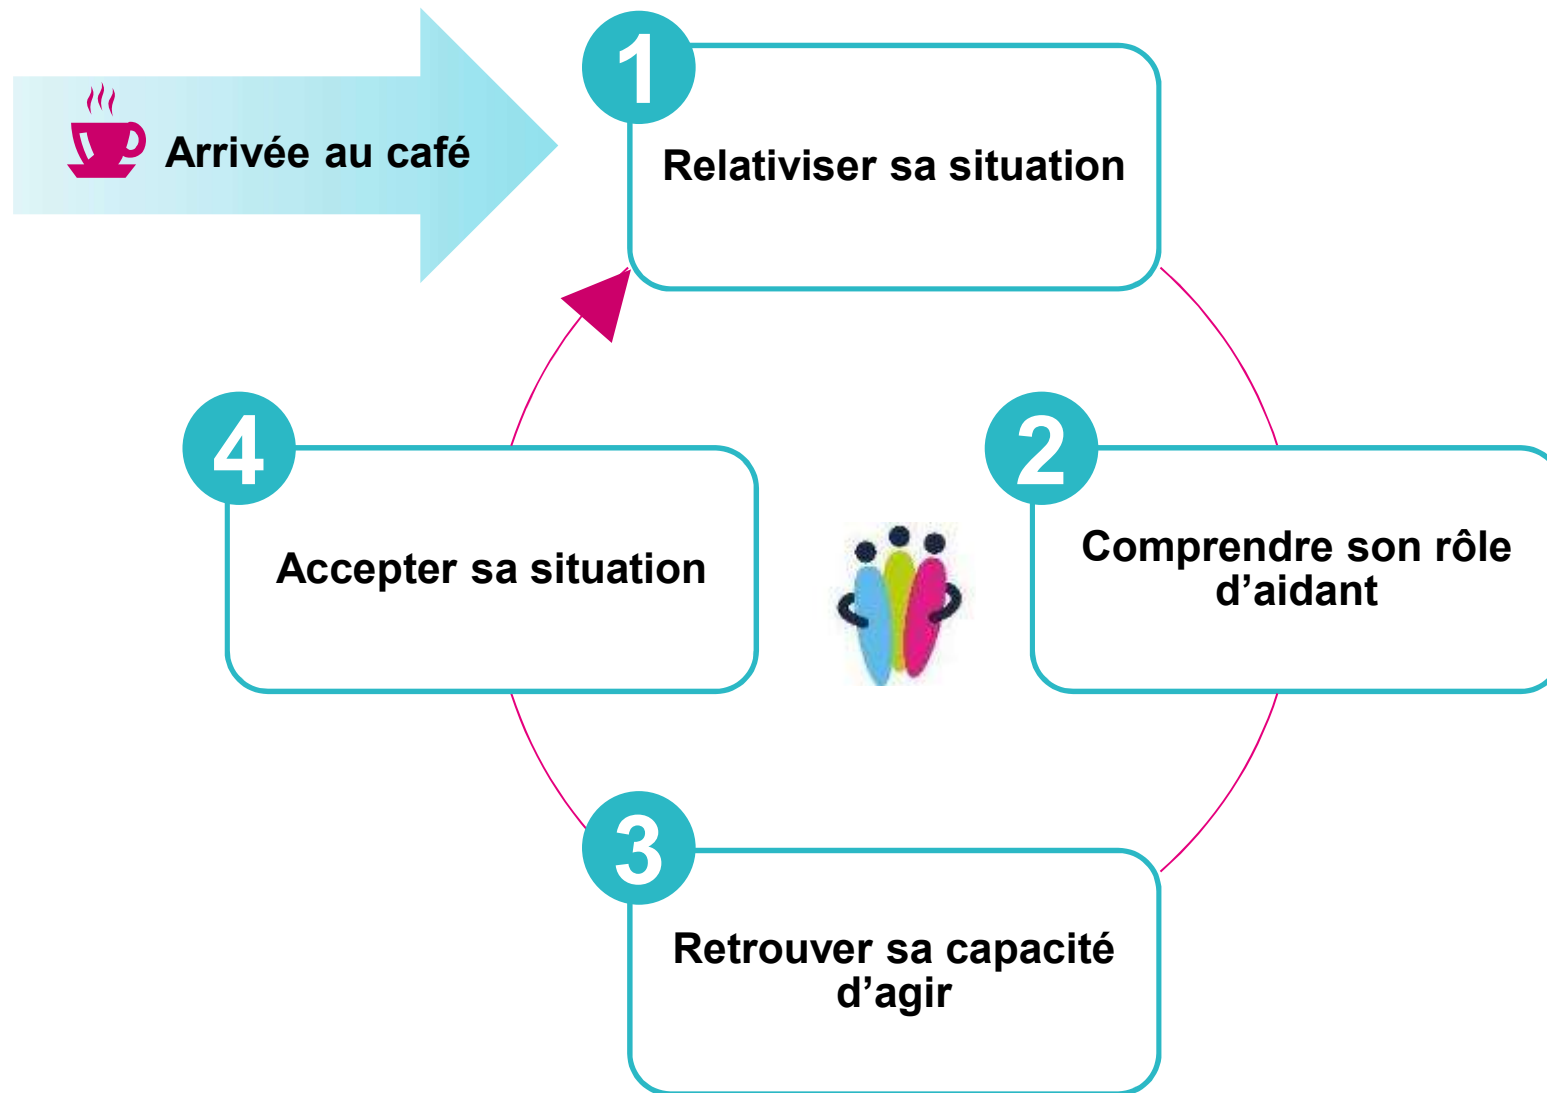 Arrivée au café
1
Relativiser sa situation
2
Comprendre son rôle
d’aidant
3
Retrouver sa capacité
d’agir
4
Accepter sa situation